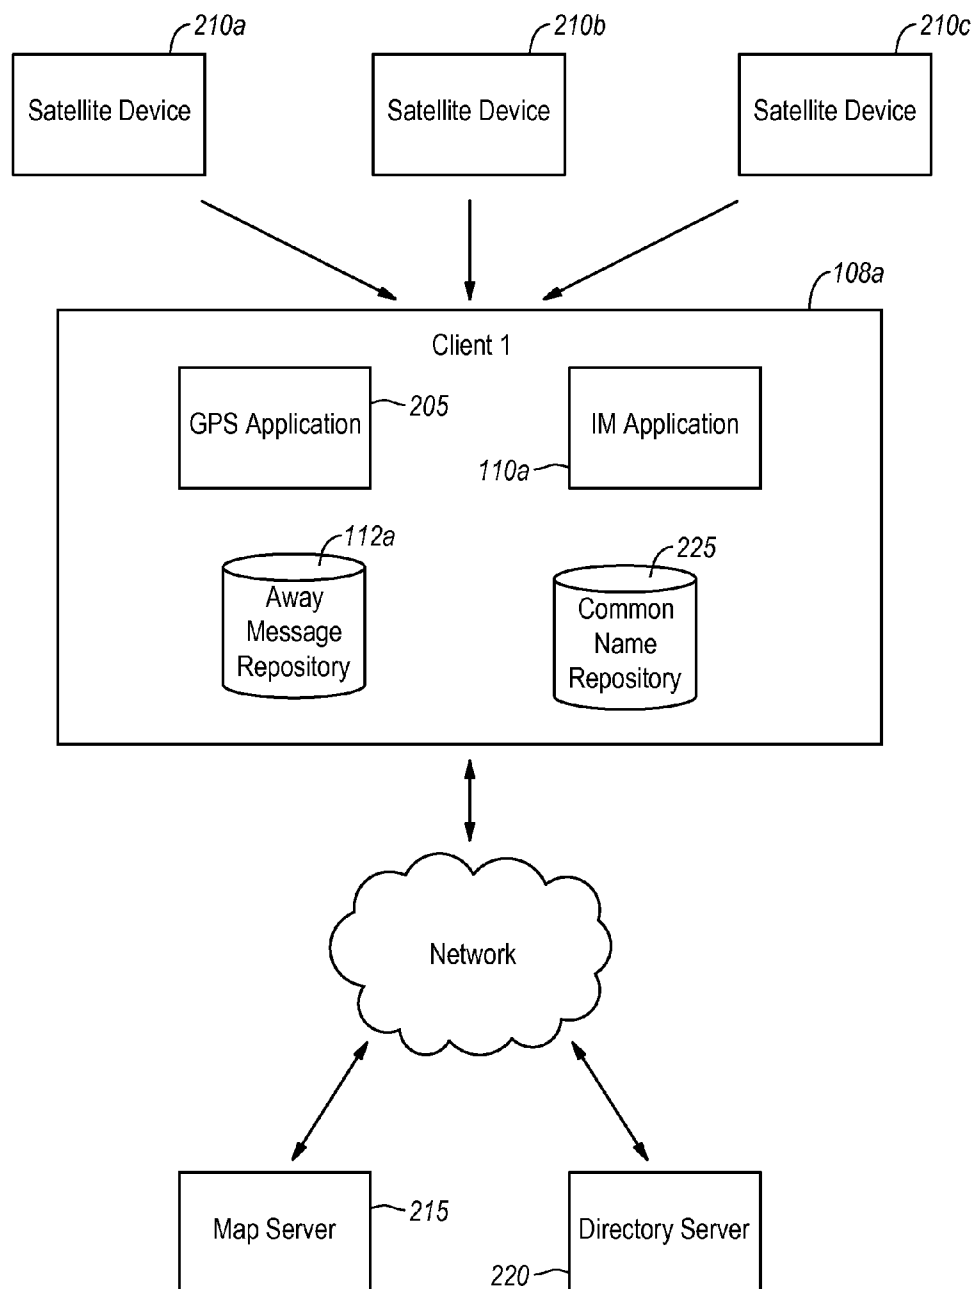 210a
210b
210c
Satellite Device
Satellite Device
Satellite Device
108a
Client 1
GPS Application
205
IM Application
110a
112a
225
Away
Message
Repository
Common
Name
Repository
Network
Map Server
215
Directory Server
220